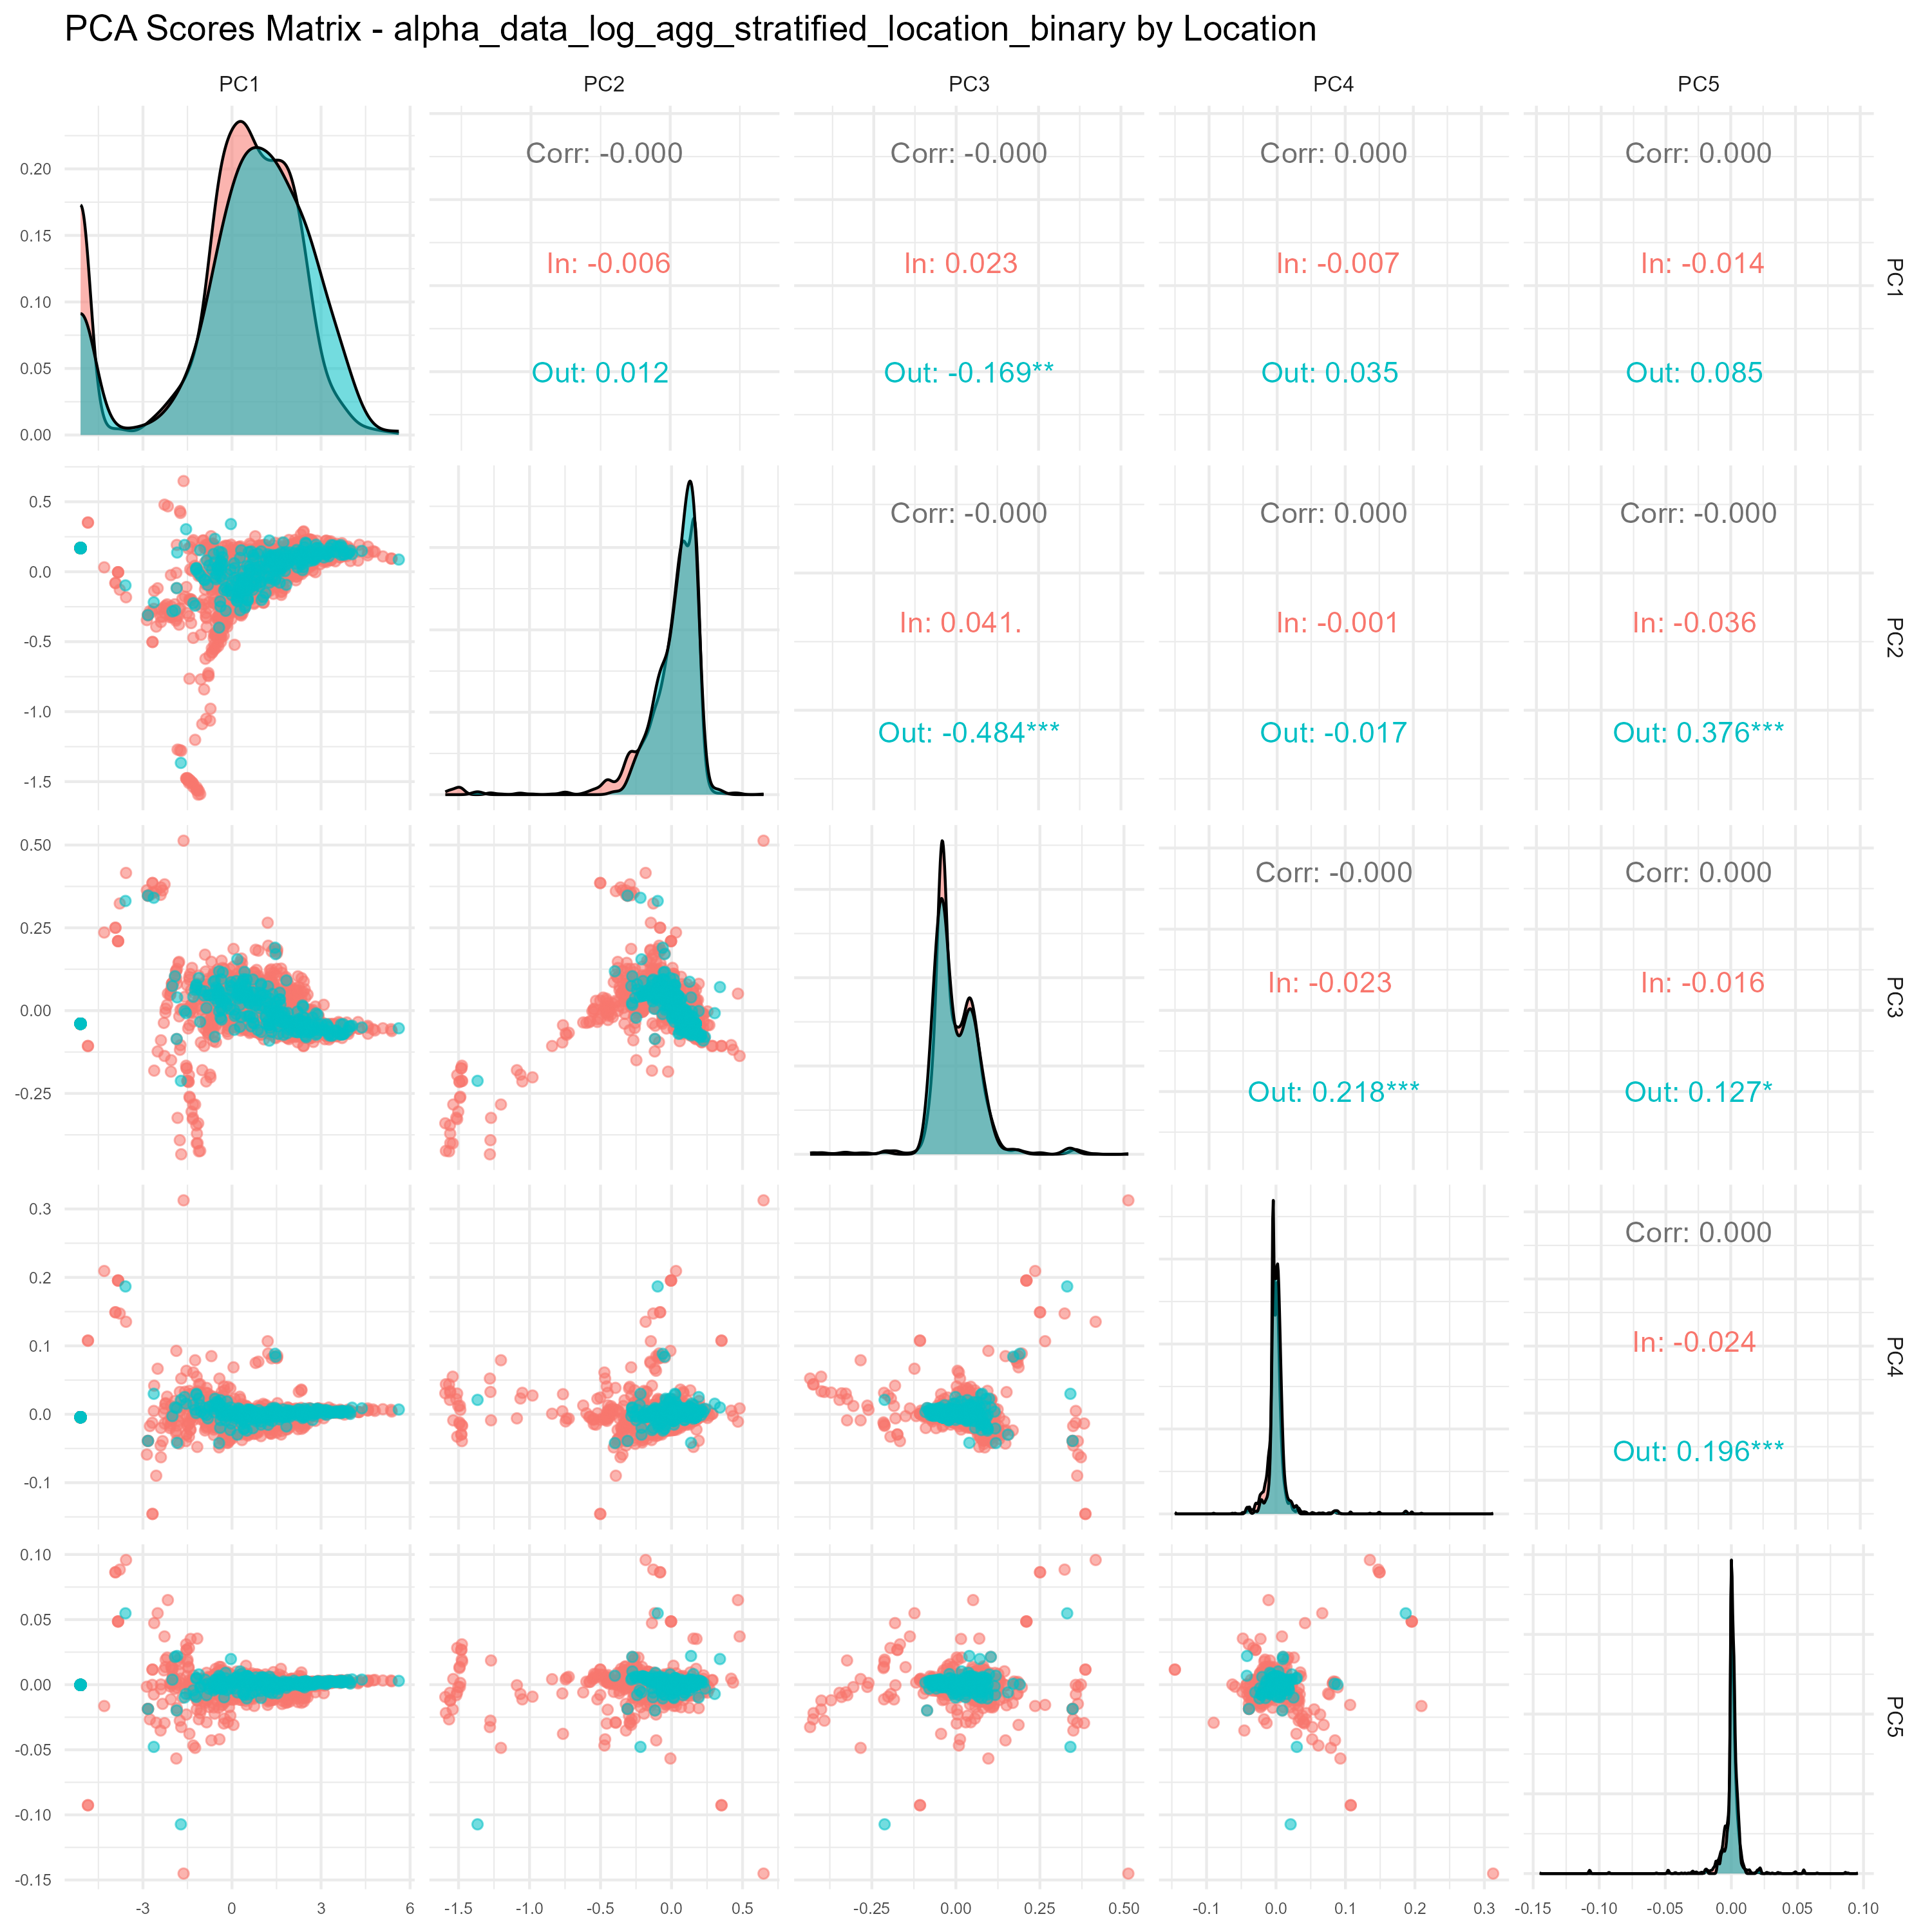 PCA Scores Matrix - alpha_data_log_agg_stratified_location_binary by Location
PC1 PC2 PC3 PC4 PC5
Corr: -0.000 Corr: -0.000 Corr: 0.000 Corr: 0.000
In: -0.006 In: 0.023 In: -0.007 In: -0.014
Out: 0.012 Out: -0.169** Out: 0.035 Out: 0.085
0.20
0.15
0.10
0.05
0.00
PC1
Corr: -0.000 Corr: 0.000 Corr: -0.000
In: 0.041. In: -0.001 In: -0.036
Out: -0.484*** Out: -0.017 Out: 0.376***
0.5
0.0
-0.5
-1.0
-1.5
PC2
Corr: -0.000 Corr: 0.000
In: -0.023 In: -0.016
Out: 0.218*** Out: 0.127*
0.50
0.25
0.00
-0.25
PC3
Corr: 0.000
In: -0.024
Out: 0.196***
0.3
0.2
0.1
0.0
-0.1
PC4
0.10
0.05
0.00
-0.05
-0.10
-0.15
PC5
-3 0 3 6 -1.5 -1.0 -0.5 0.0 0.5 -0.25 0.00 0.25 0.50 -0.1 0.0 0.1 0.2 0.3 -0.15 -0.10 -0.05 0.00 0.05 0.10